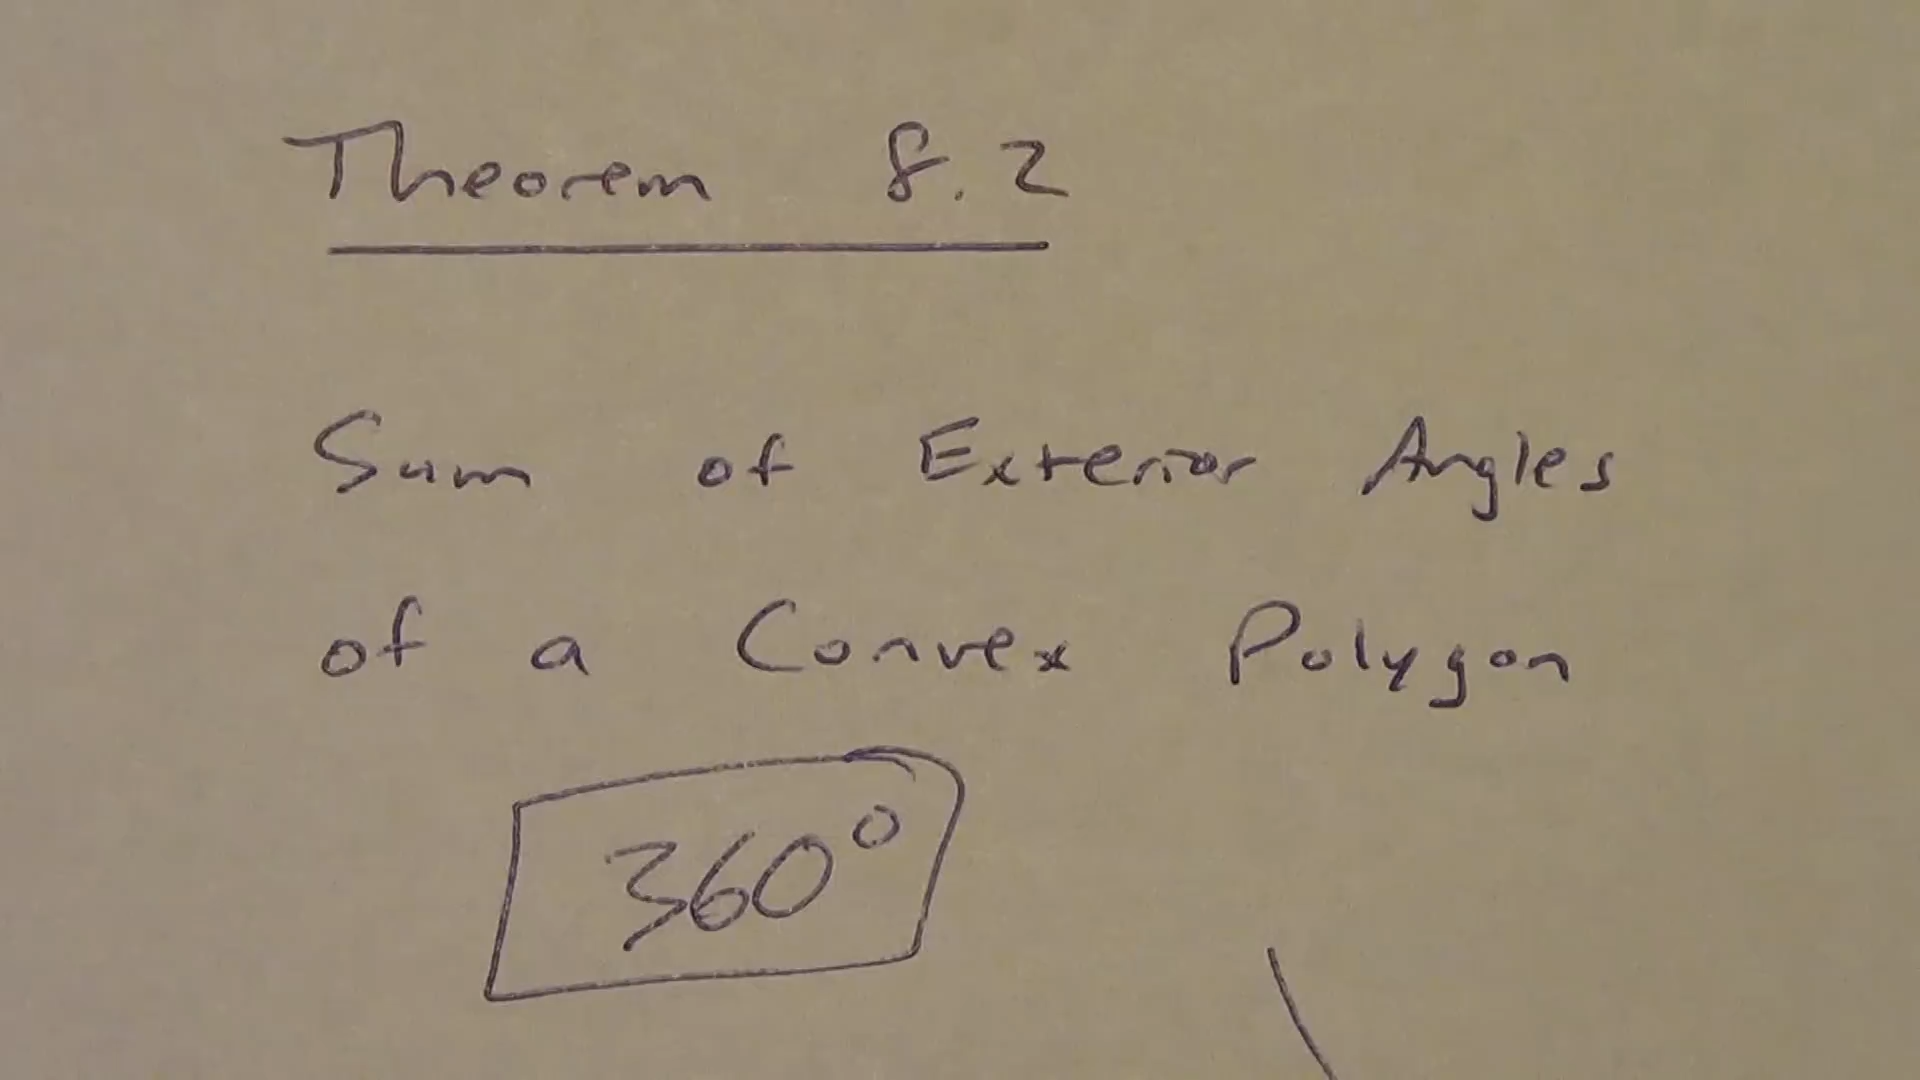 Theorem 8.2
Sum of Exterior Angles
of a Convex Polygon
360°